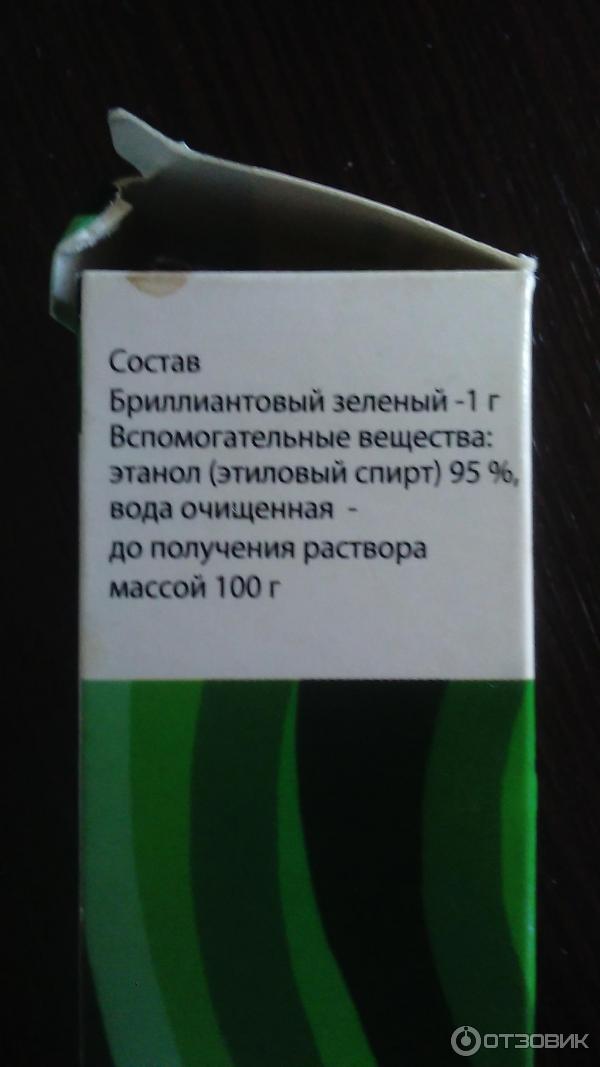 Состав
Бриллиантовый зеленый -1 г
Вспомогательные вещества:
этанол (этиловый спирт) 95 %,
вода очищенная -
до получения раствора
массой 100 г
ОТЗОВИК